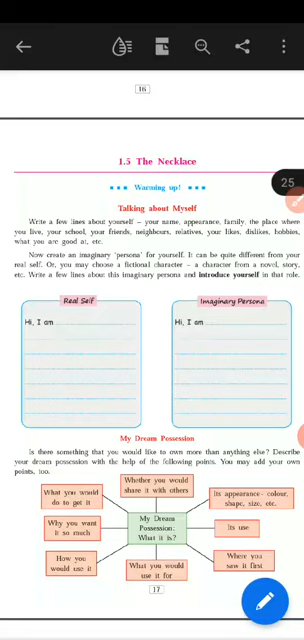 16
1.5 The Necklace
Warming up!
25
Talking about Myself
Write a few lines about yourself – your name, appearance, family, the place where
you live, your school, your friends, neighbours, relatives, your likes, dislikes, hobbies,
what you are good at, etc.
Now create an imaginary 'persona' for yourself. It can be quite different from your
real self. Or, you may choose a fictional character - a character from a novel, story,
etc. Write a few lines about this imaginary persona and introduce yourself in that role.
Real Self
Hi, I am
Imaginary Persona
Hi, I am
My Dream Possession
Is there something that you would like to own more than anything else? Describe
your dream possession with the help of the following points. You may add your own
points, too.
What you would
do to get it
Whether you would
share it with others
Its appearance- colour,
shape, size, etc.
Why you want
it so much
My Dream
Possession:
What it is?
Its use
How you
would use it
What you would
use it for
Where you
saw it first
17